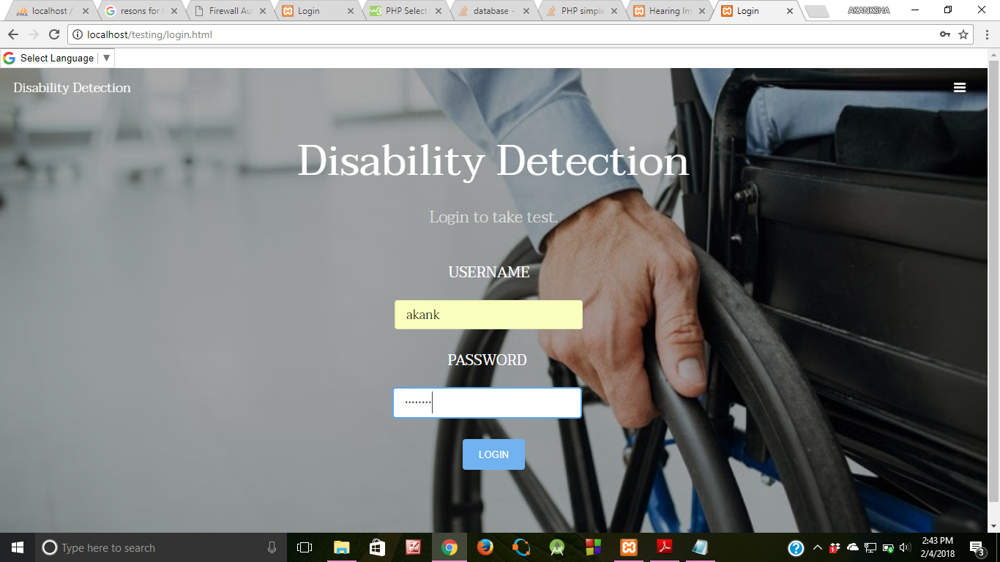 localhost /
resons for
Firewall Au
Login
PHP Select
database -
PHP simple
Hearing Im
Login
AKANKSHA
localhost/testing/login.html
Select Language
Disability Detection
Disability Detection
Login to take test.
USERNAME
akank
PASSWORD
LOGIN
Type here to search
2:43 PM
2/4/2018
3